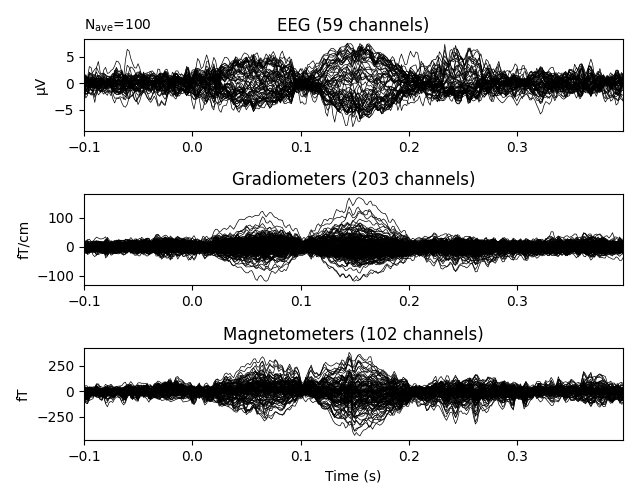 N_ave=100
EEG (59 channels)
µV
5
0
−5
−0.1 0.0 0.1 0.2 0.3
Gradiometers (203 channels)
fT/cm
100
0
−100
−0.1 0.0 0.1 0.2 0.3
Magnetometers (102 channels)
fT
250
0
−250
−0.1 0.0 0.1 0.2 0.3
Time (s)